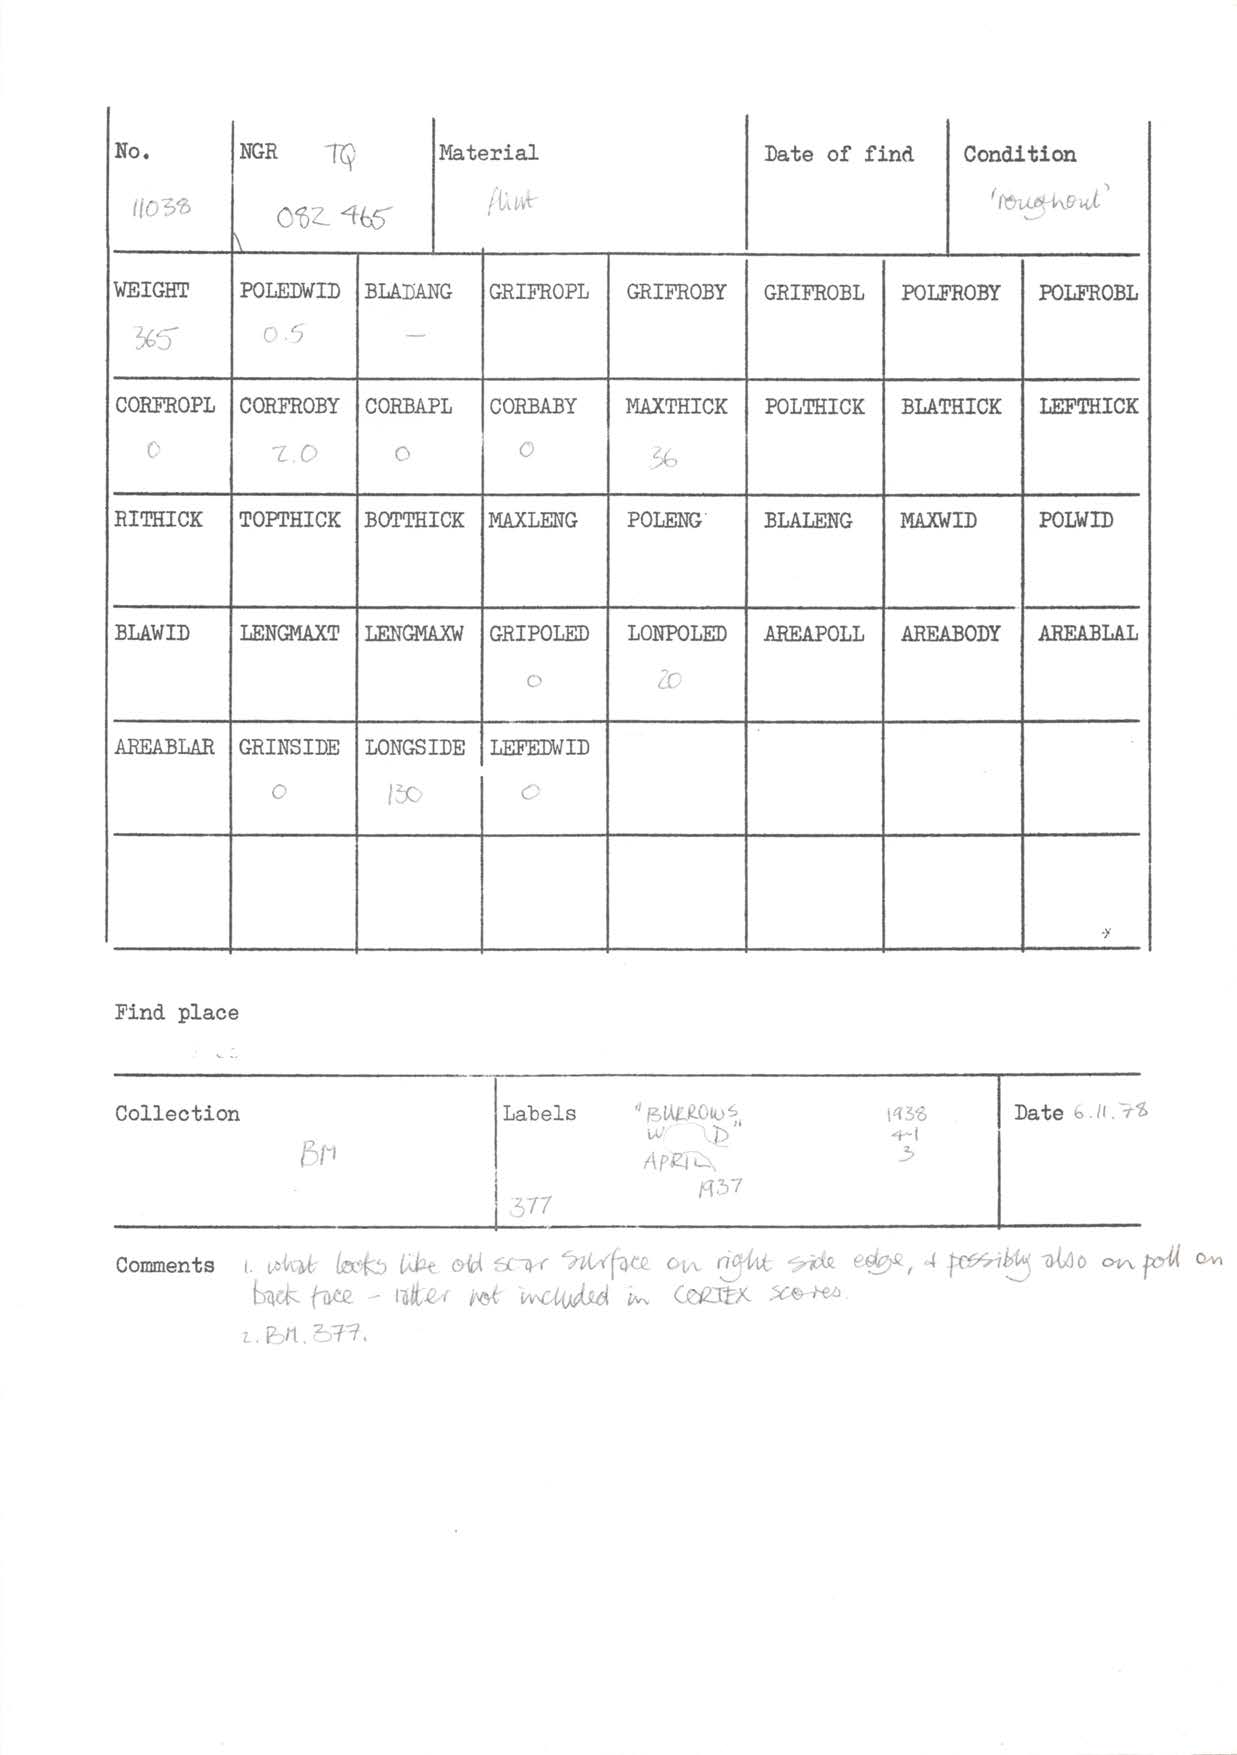 No. NGR TQ Material Date of find Condition
11038 082 465 flint 'roughout'
WEIGHT POLEDWID BLADANG GRIFROPL GRIFROBY GRIFROBL POLFROBY POLFROBL
365 0.5 —
CORFROPL CORFROBY CORBAPL CORBABY MAXTHICK POLTHICK BLATHICK LEFTHICK
0 2.0 0 0 36
RITHICK TOPTHICK BOTTHICK MAXLENG POLENG BLALENG MAXWID POLWID
BLAWID LENGMAXT LENGMAXW GRIPOLED LONPOLED AREAPOLL AREABODY AREABLAL
0 20
AREABLAR GRINSIDE LONGSIDE LEFEDWID
0 130 0
Find place
Collection Labels "BURROWS 1938 Date 6.11.78
W D" 4-1
BM APRIL 3
1937
377
Comments 1. what looks like old scar surface on right side edge, & possibly also on poll on
back face - latter not included in CORTEX scores.
2. BM. 377.